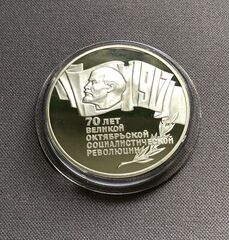 1917
70 ЛЕТ
ВЕЛИКОЙ
ОКТЯБРЬСКОЙ
СОЦИАЛИСТИЧЕСКОЙ
РЕВОЛЮЦИИ